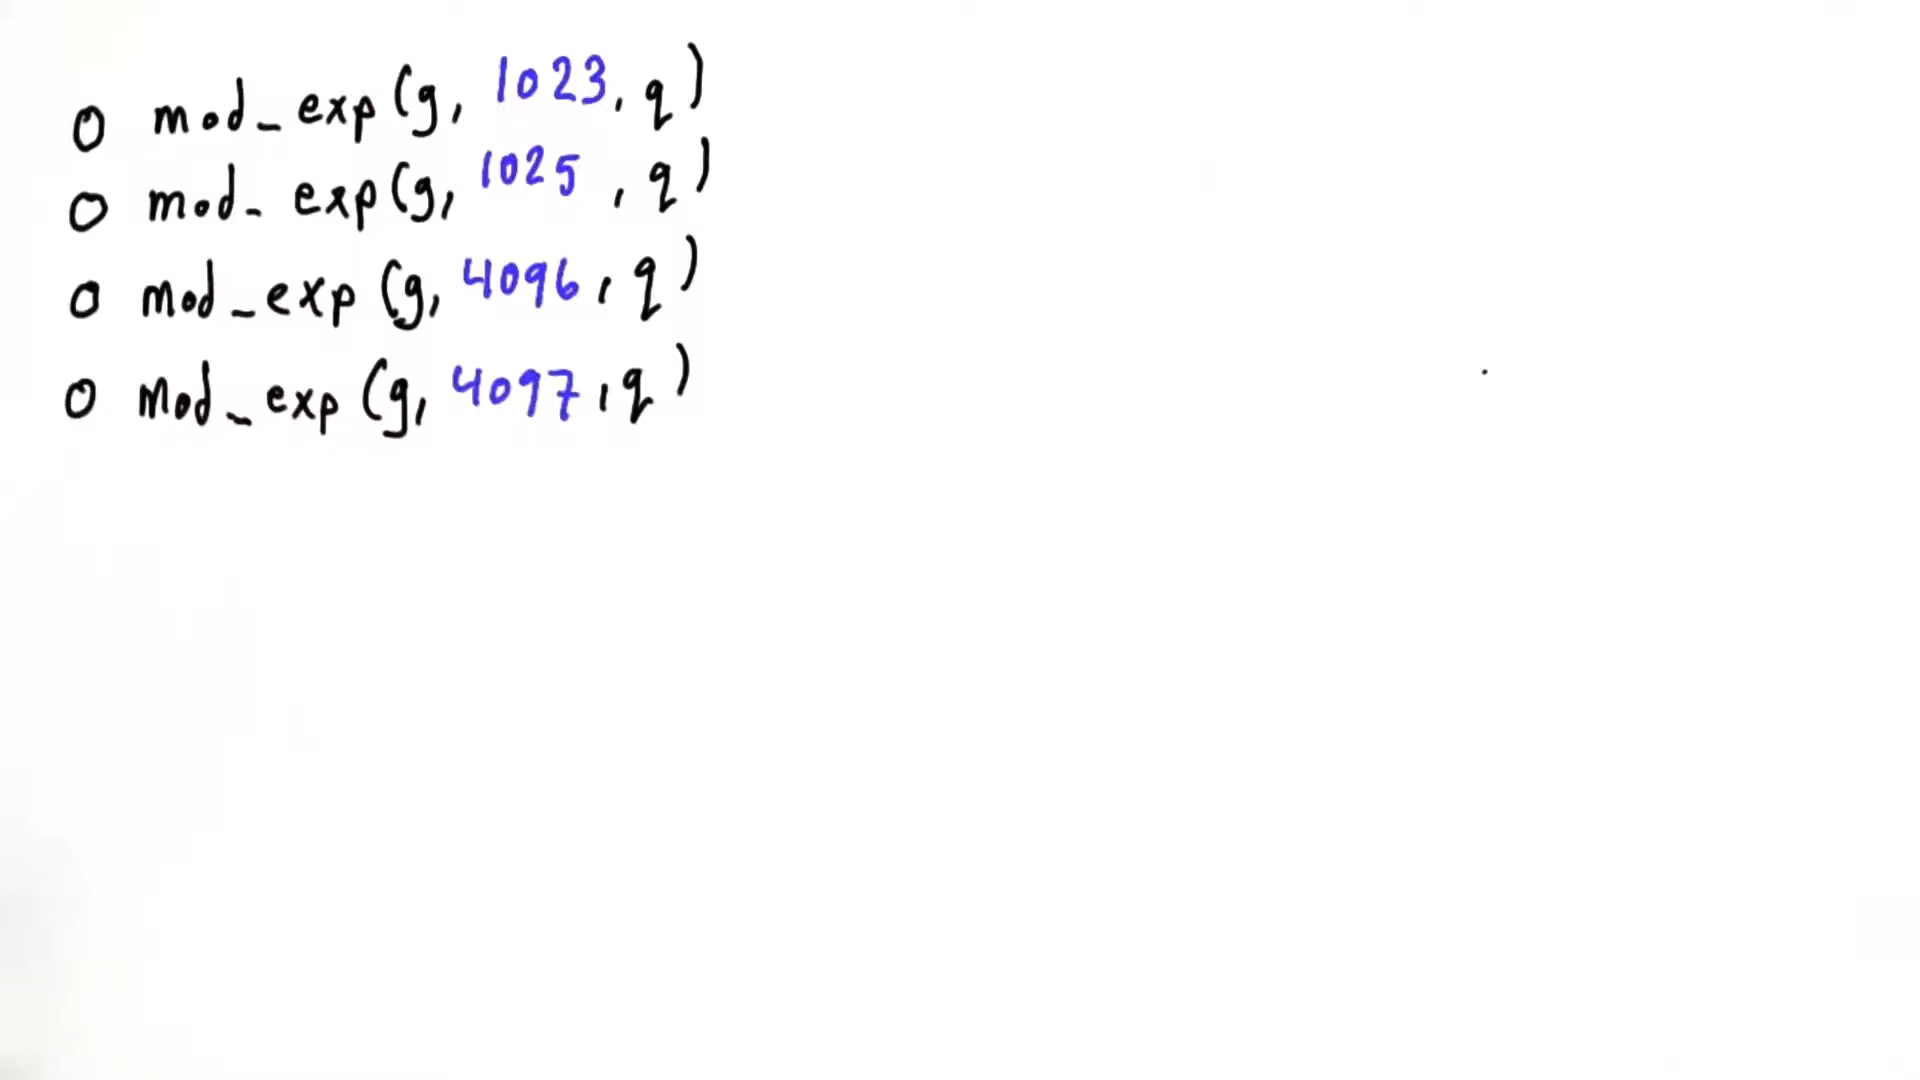 O mod_exp(g, 1023, q)
O mod_exp(g, 1025, q)
O mod_exp(g, 4096, q)
O mod_exp(g, 4097, q)